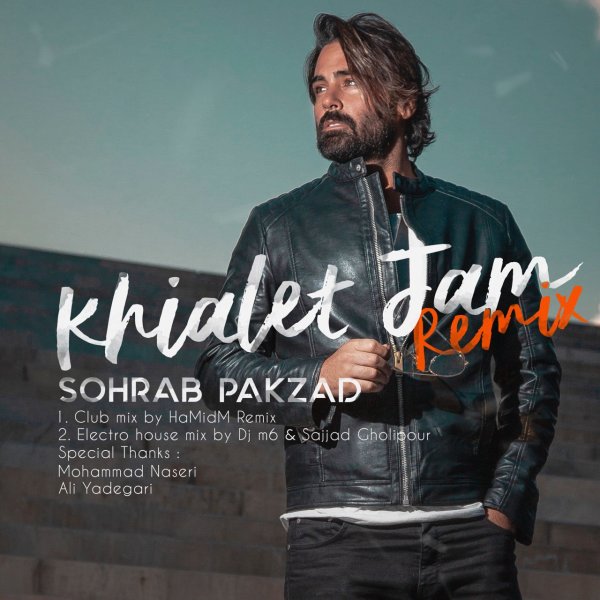 Khialet Jam
Remix
SOHRAB PAKZAD
1. Club mix by HaMidM Remix
2. Electro house mix by Dj m6 & Sajjad Gholipour
Special Thanks :
Mohammad Naseri
Ali Yadegari